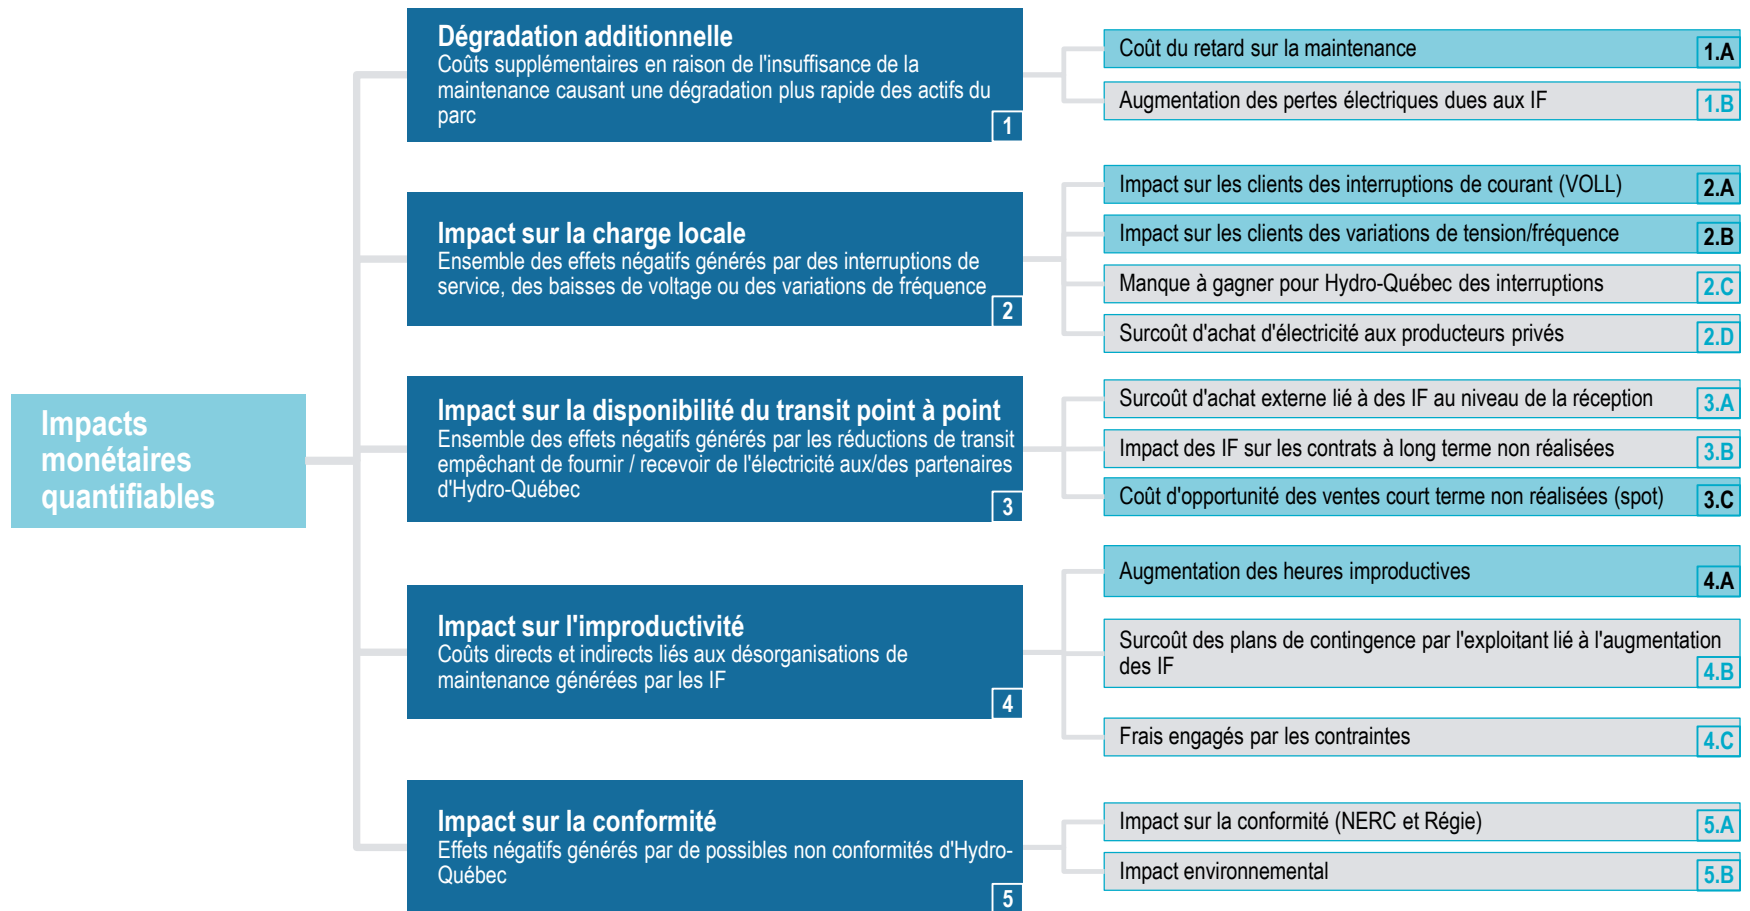 Impacts
monétaires
quantifiables
Dégradation additionnelle
Coûts supplémentaires en raison de l'insuffisance de la
maintenance causant une dégradation plus rapide des actifs du
parc
1
Coût du retard sur la maintenance 1.A
Augmentation des pertes électriques dues aux IF 1.B
Impact sur la charge locale
Ensemble des effets négatifs générés par des interruptions de
service, des baisses de voltage ou des variations de fréquence
2
Impact sur les clients des interruptions de courant (VOLL) 2.A
Impact sur les clients des variations de tension/fréquence 2.B
Manque à gagner pour Hydro-Québec des interruptions 2.C
Surcoût d'achat d'électricité aux producteurs privés 2.D
Impact sur la disponibilité du transit point à point
Ensemble des effets négatifs générés par les réductions de transit
empêchant de fournir / recevoir de l'électricité aux/des partenaires
d'Hydro-Québec
3
Surcoût d'achat externe lié à des IF au niveau de la réception 3.A
Impact des IF sur les contrats à long terme non réalisées 3.B
Coût d'opportunité des ventes court terme non réalisées (spot) 3.C
Impact sur l'improductivité
Coûts directs et indirects liés aux désorganisations de
maintenance générées par les IF
4
Augmentation des heures improductives 4.A
Surcoût des plans de contingence par l'exploitant lié à l'augmentation
des IF 4.B
Frais engagés par les contraintes 4.C
Impact sur la conformité
Effets négatifs générés par de possibles non conformités d'Hydro-
Québec
5
Impact sur la conformité (NERC et Régie) 5.A
Impact environnemental 5.B